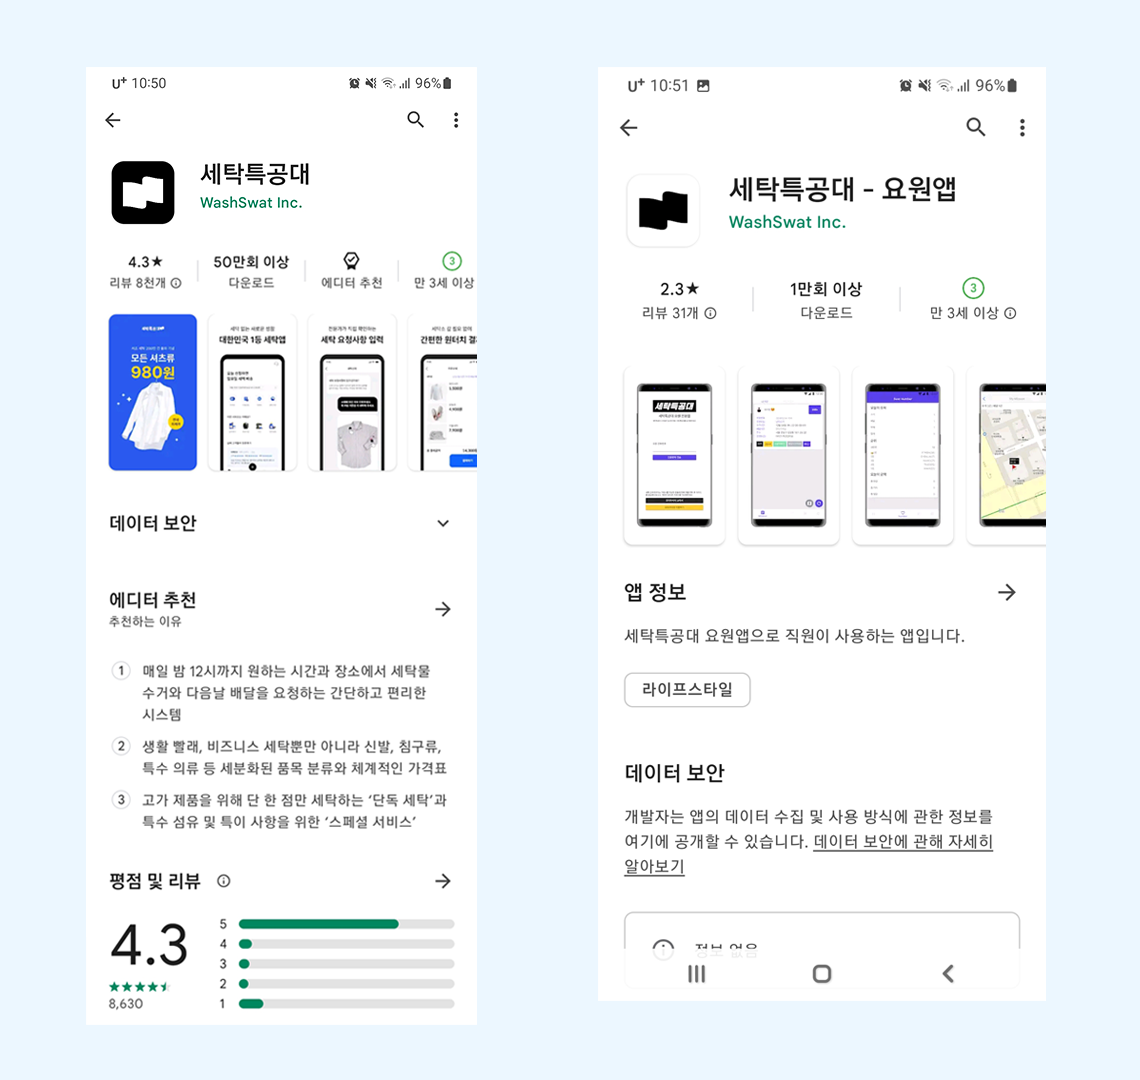 U+ 10:50
96%
세탁특공대
WashSwat Inc.
4.3★
리뷰 8천개
50만회 이상
다운로드
에디터 추천
3
만 3세 이상
모든 셔츠류
980원
대한민국 1등 세탁앱
전문가가 직접 확인하는
세탁 요청사항 입력
간편한 원터치 결
데이터 보안
에디터 추천
추천하는 이유
1 매일 밤 12시까지 원하는 시간과 장소에서 세탁물
수거와 다음날 배달을 요청하는 간단하고 편리한
시스템
2 생활 빨래, 비즈니스 세탁뿐만 아니라 신발, 침구류,
특수 의류 등 세분화된 품목 분류와 체계적인 가격표
3 고가 제품을 위해 단 한 점만 세탁하는 ‘단독 세탁’과
특수 섬유 및 특이 사항을 위한 ‘스페셜 서비스’
평점 및 리뷰
4.3
8,630
5
4
3
2
1
U+ 10:51
96%
세탁특공대 - 요원앱
WashSwat Inc.
2.3★
리뷰 31개
1만회 이상
다운로드
3
만 3세 이상
세탁특공대
앱 정보
세탁특공대 요원앱으로 직원이 사용하는 앱입니다.
라이프스타일
데이터 보안
개발자는 앱의 데이터 수집 및 사용 방식에 관한 정보를
여기에 공개할 수 있습니다. 데이터 보안에 관해 자세히
알아보기
정보 없음